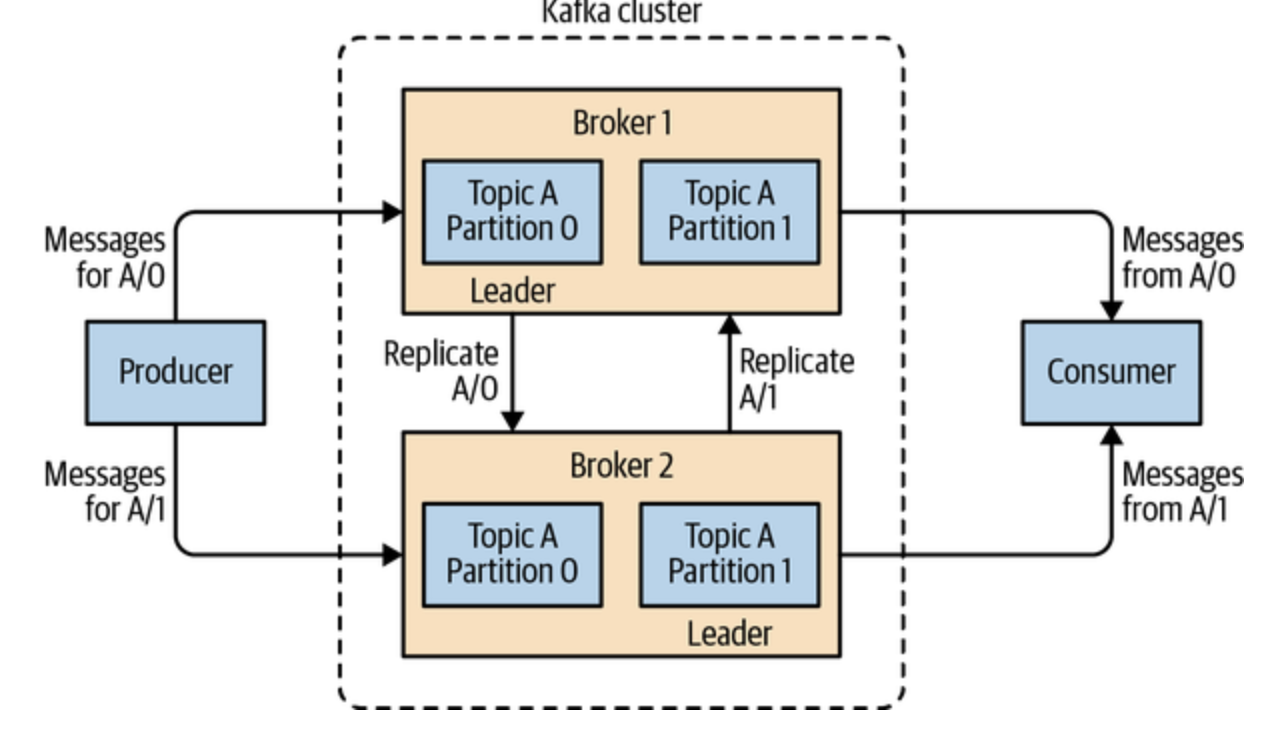 Kafka cluster
Broker 1
Topic A
Partition 0
Topic A
Partition 1
Leader
Messages
for A/0
Messages
from A/0
Producer
Replicate
A/0
Replicate
A/1
Consumer
Messages
for A/1
Messages
from A/1
Broker 2
Topic A
Partition 0
Topic A
Partition 1
Leader